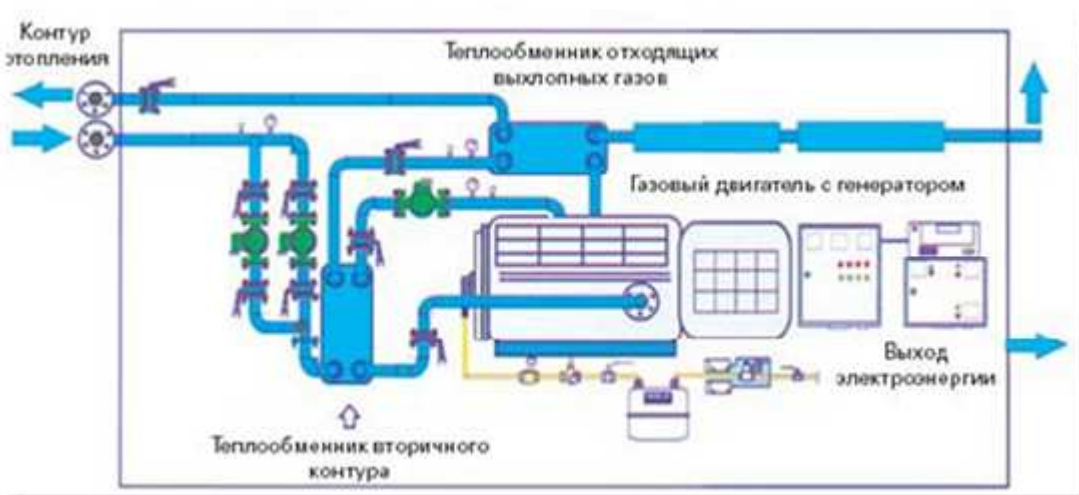 Контур
отопления
Теплообменник отходящих
выхлопных газов
Газовый двигатель с генератором
Выход
электроэнергии
Теплообменник вторичного
контура